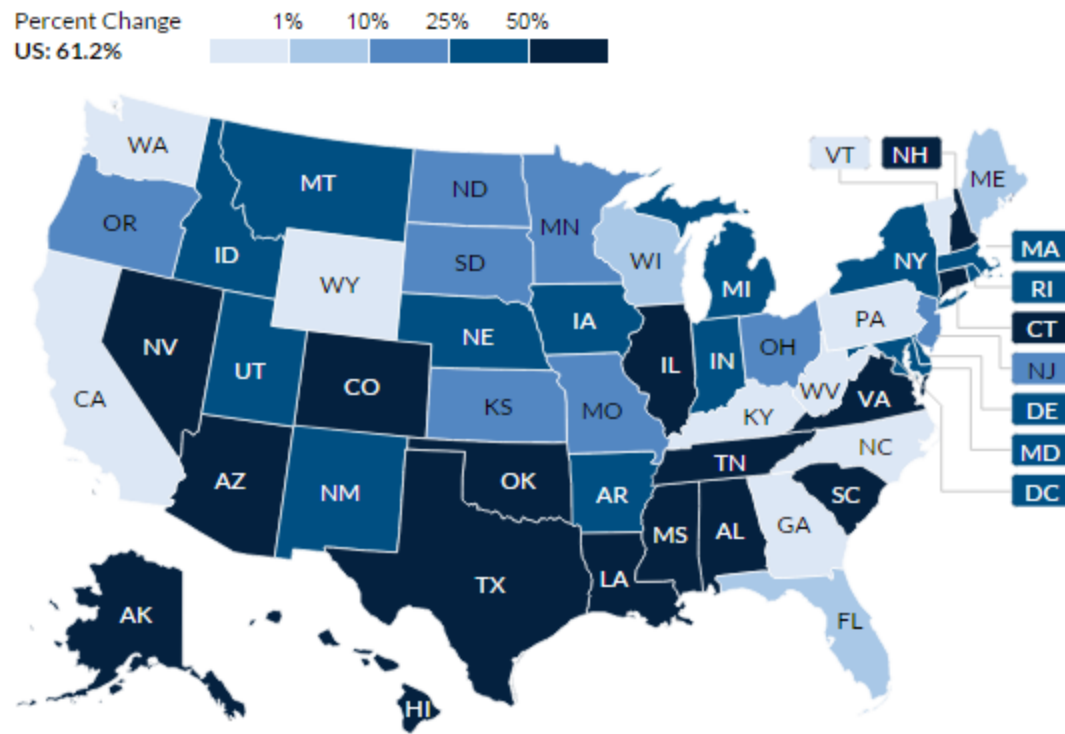 Percent Change 1% 10% 25% 50%
US: 61.2%
WA
VT NH
ME
MT
ND
OR
MN
MA
ID
SD
WI
NY
WY
MI
RI
NV
NE
IA
PA
CT
UT
CO
IL
IN
OH
NJ
CA
KS
MO
WV
VA
DE
KY
NC
MD
AZ
NM
OK
AR
TN
SC
DC
MS
AL
GA
TX
LA
AK
FL
HI